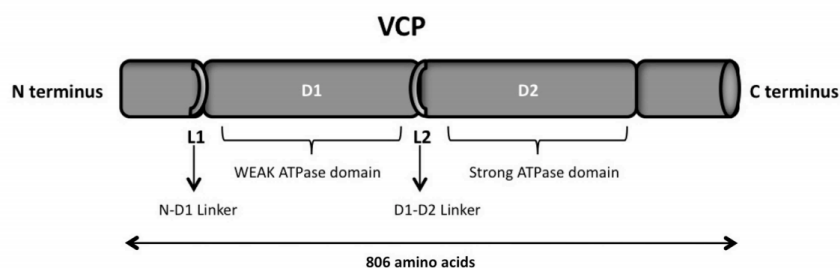 VCP
N terminus
D1
D2
C terminus
L1
L2
WEAK ATPase domain
Strong ATPase domain
N-D1 Linker
D1-D2 Linker
806 amino acids